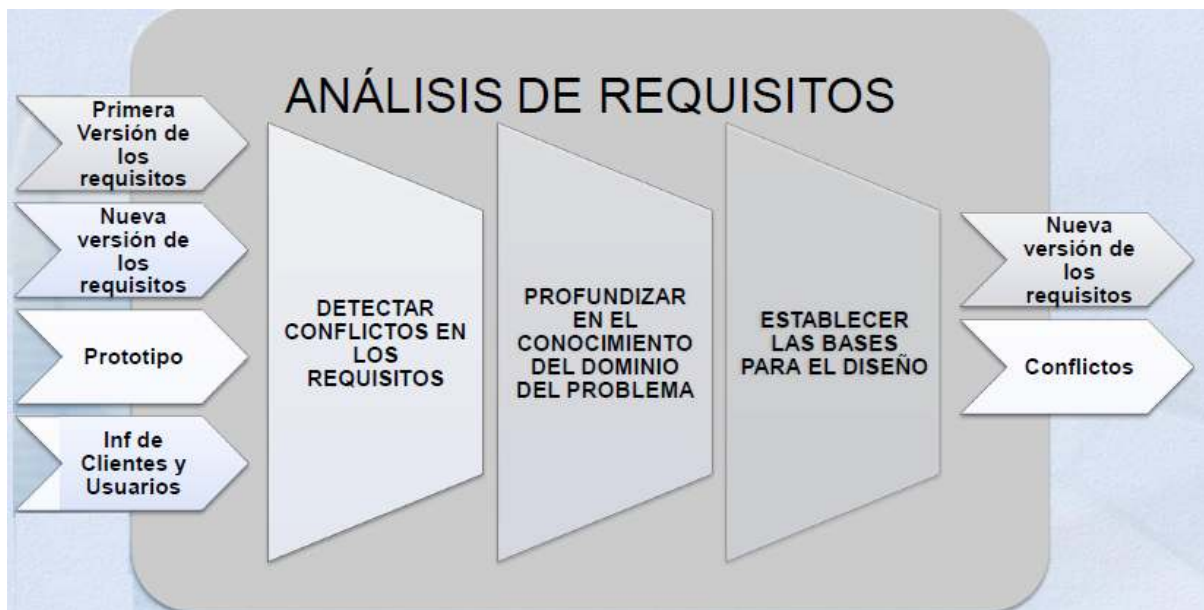 ANÁLISIS DE REQUISITOS
Primera
Versión de
los
requisitos
Nueva
versión de
los
requisitos
Prototipo
Inf de
Clientes y
Usuarios
DETECTAR
CONFLICTOS EN
LOS
REQUISITOS
PROFUNDIZAR
EN EL
CONOCIMIENTO
DEL DOMINIO
DEL PROBLEMA
ESTABLECER
LAS BASES
PARA EL DISEÑO
Nueva
versión de
los
requisitos
Conflictos